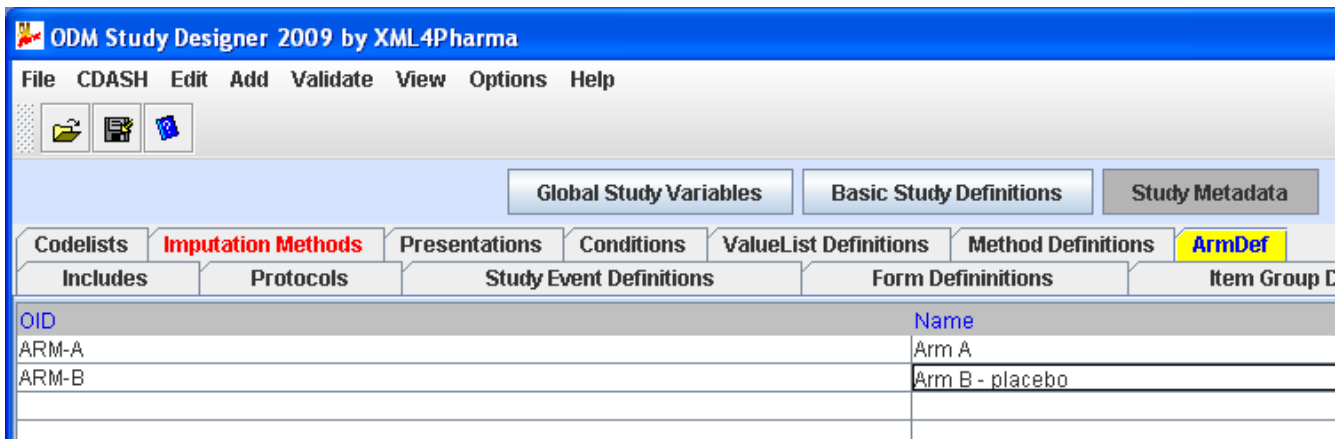 ODM Study Designer 2009 by XML4Pharma
File CDASH Edit Add Validate View Options Help
Global Study Variables Basic Study Definitions Study Metadata
Codelists Imputation Methods Presentations Conditions ValueList Definitions Method Definitions ArmDef
Includes Protocols Study Event Definitions Form Defininitions Item Group D
OID Name
ARM-A Arm A
ARM-B Arm B - placebo